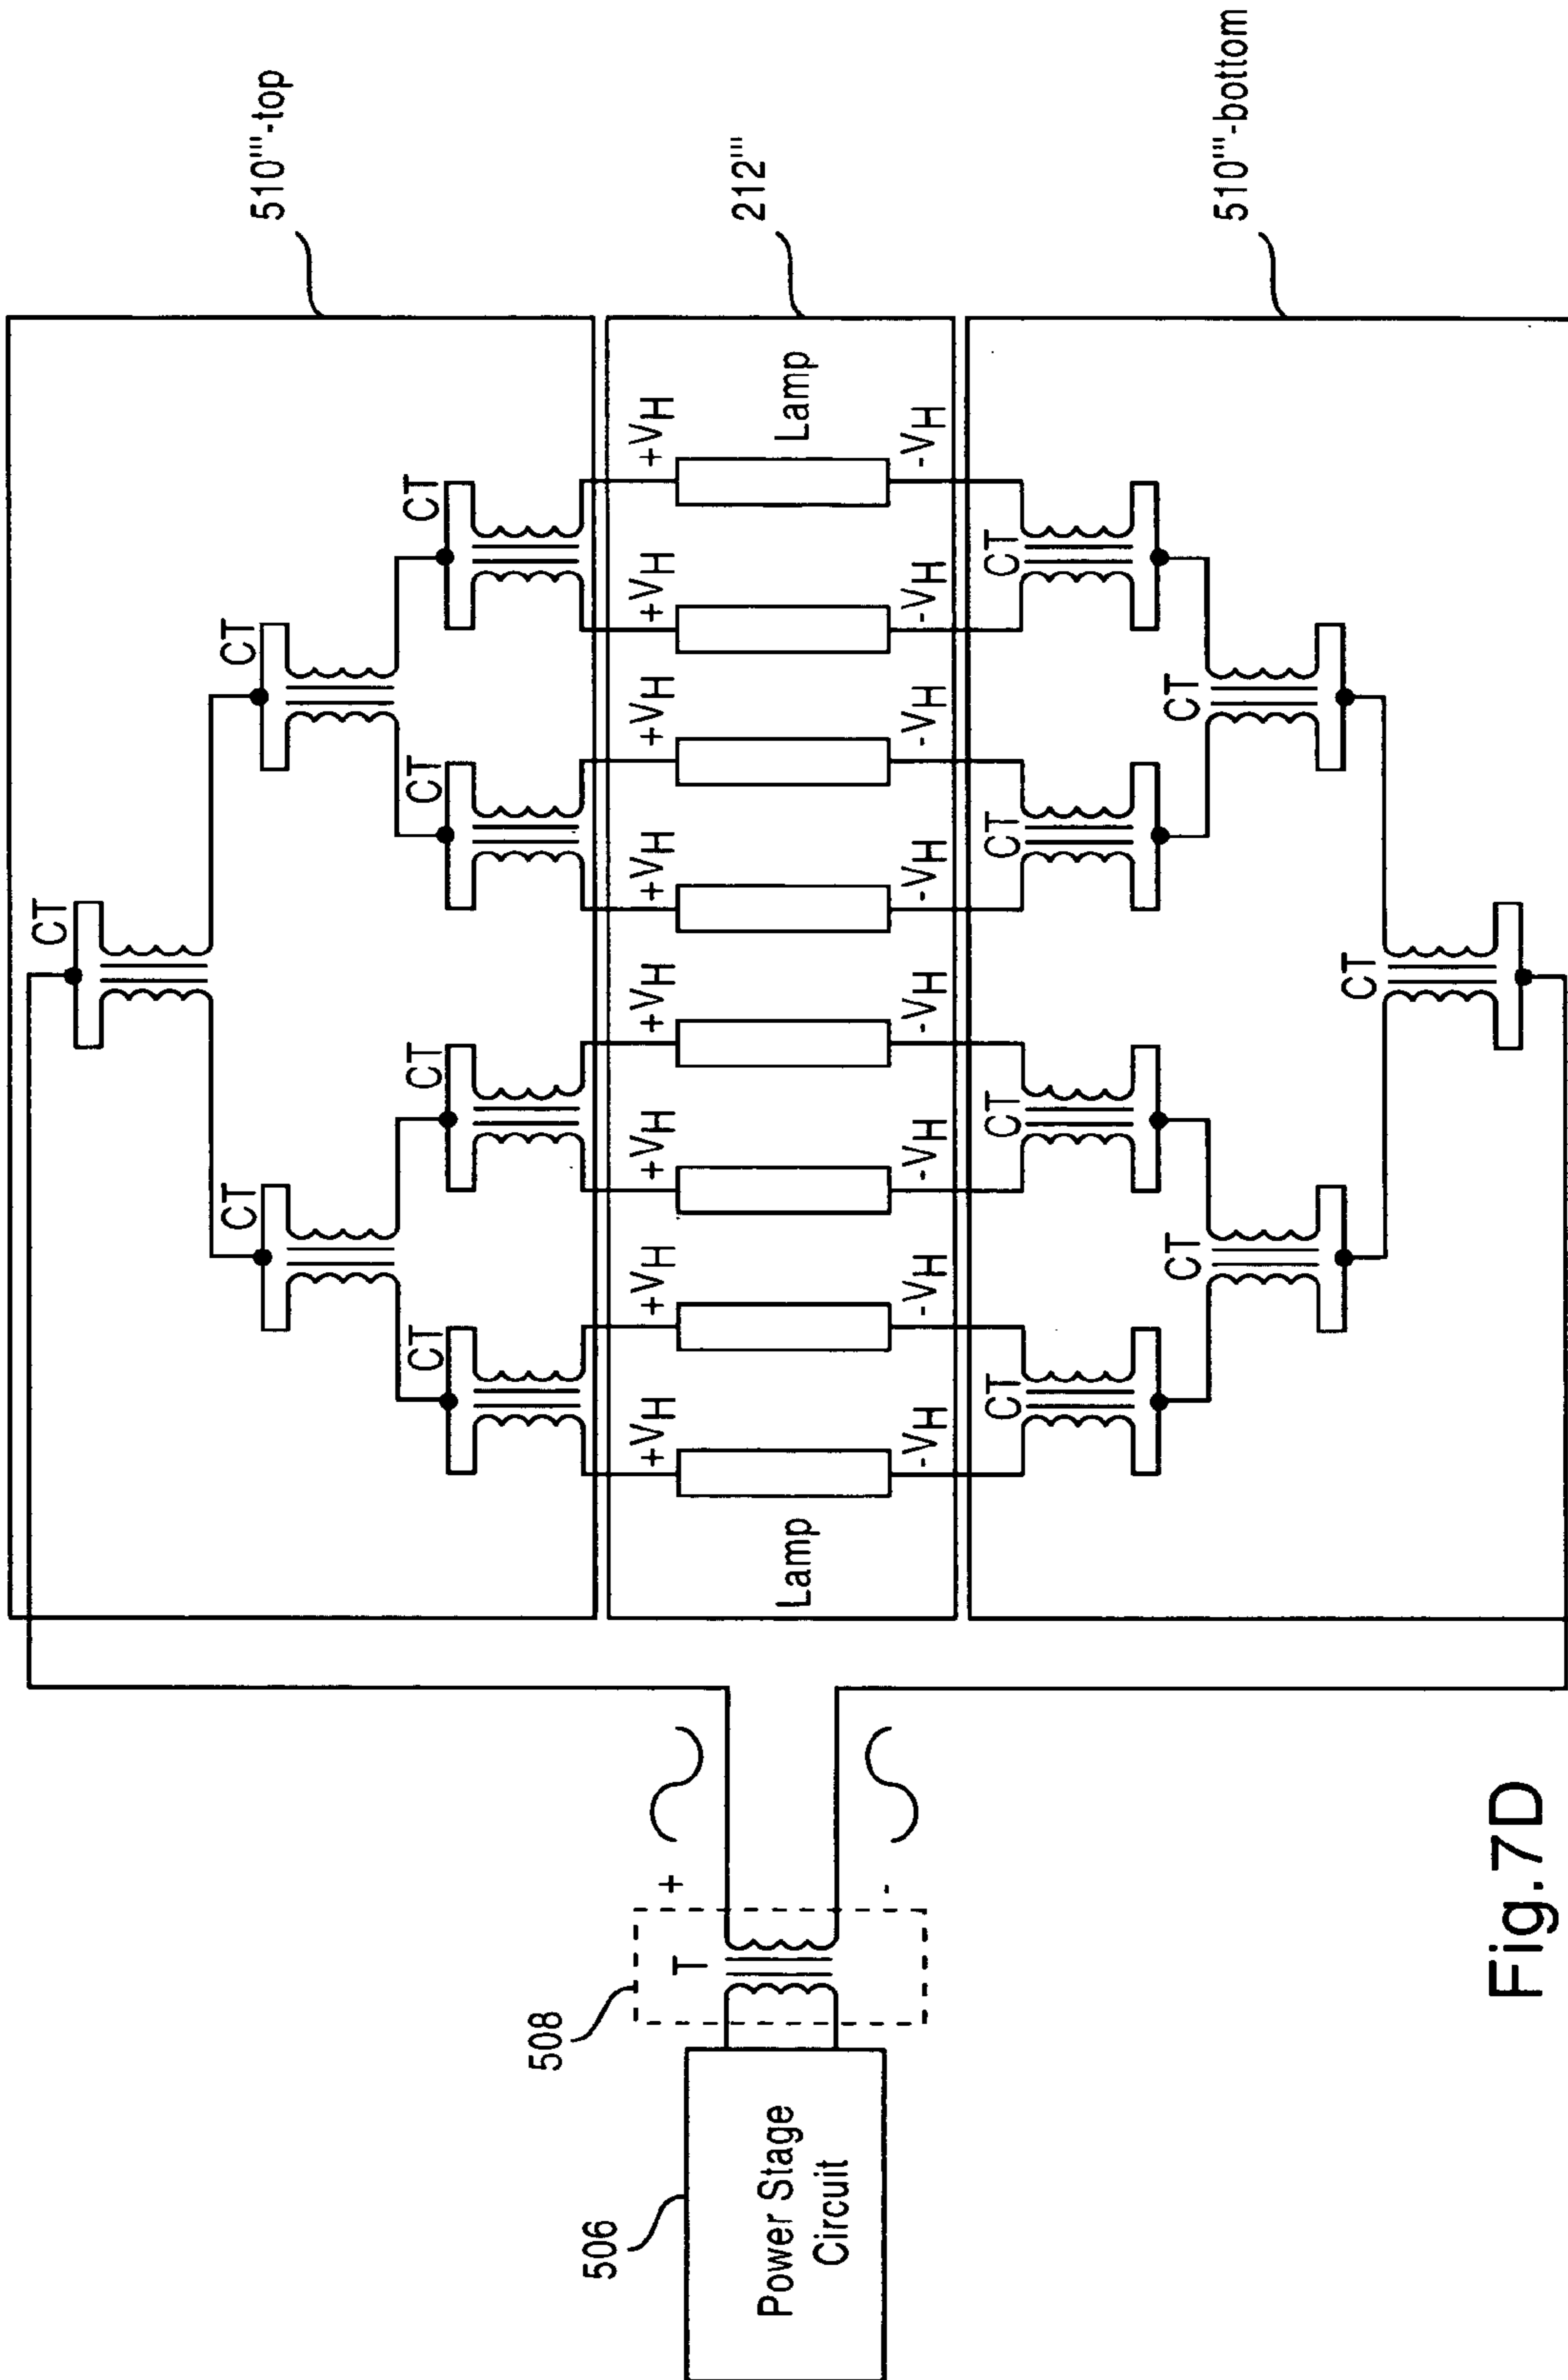 CT
CT
CT
510'''-top
CT
CT
CT
CT
508
506
+VH
+VH
+VH
+VH
+VH
+VH
+VH
+VH
T
+
212'''
Power Stage
Circuit
Lamp
Lamp
-
-VH
-VH
-VH
-VH
-VH
-VH
-VH
-VH
CT
CT
CT
CT
CT
CT
510'''-bottom
CT
Fig.7D